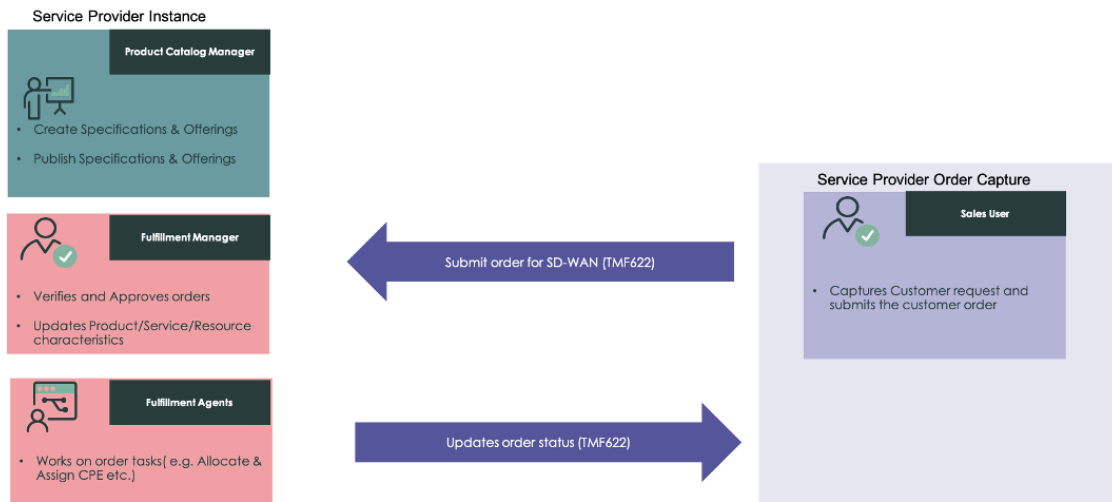 Service Provider Instance
Product Catalog Manager
• Create Specifications & Offerings
• Publish Specifications & Offerings
Fulfillment Manager
• Verifies and Approves orders
• Updates Product/Service/Resource
characteristics
Fulfillment Agents
• Works on order tasks( e.g. Allocate &
Assign CPE etc.)
Submit order for SD-WAN (TMF622)
Updates order status (TMF622)
Service Provider Order Capture
Sales User
• Captures Customer request and
submits the customer order